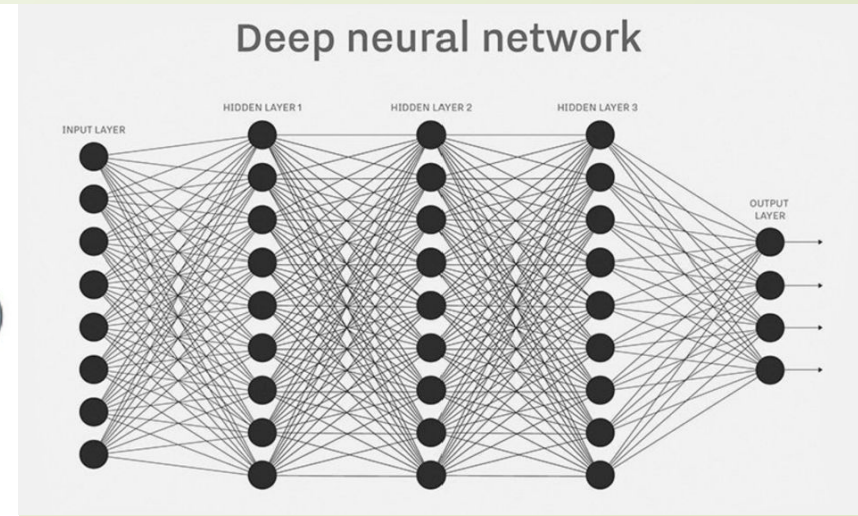 Deep neural network
INPUT LAYER
HIDDEN LAYER 1
HIDDEN LAYER 2
HIDDEN LAYER 3
OUTPUT
LAYER